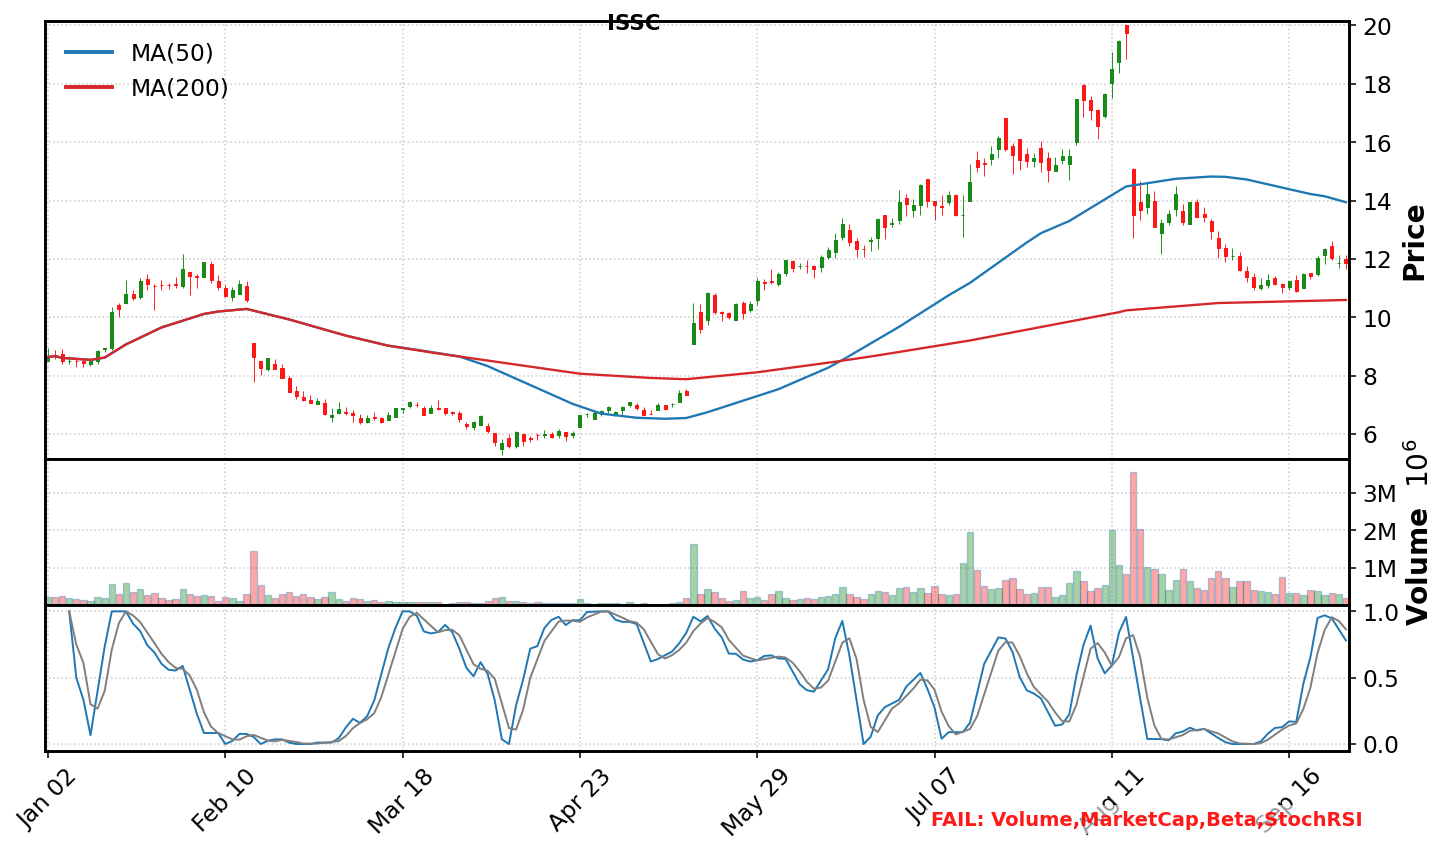 ISSC
MA(50)
MA(200)
20
18
16
14
12
10
8
6
Price
3M
2M
1M
Volume 10^6
1.0
0.5
0.0
Jan 02
Feb 10
Mar 18
Apr 23
May 29
Jul 07
Aug 11
Sep 16
FAIL: Volume,MarketCap,Beta,StochRSI